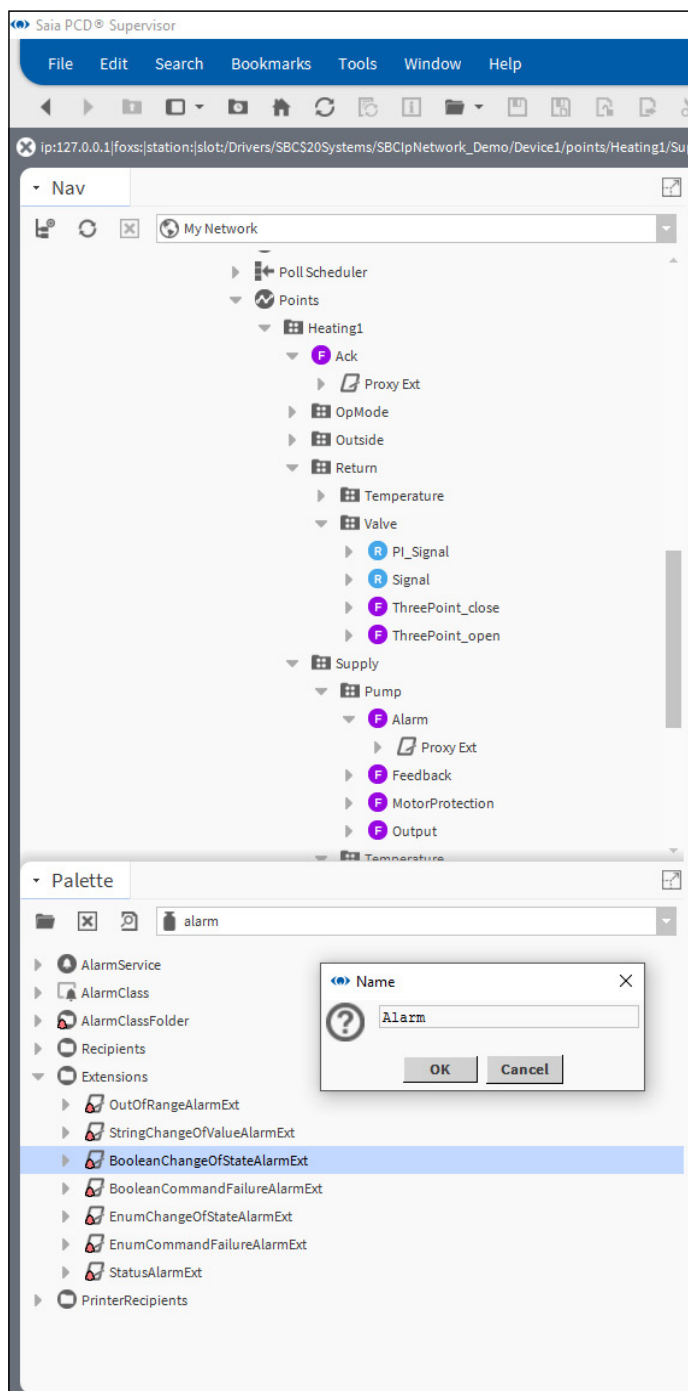 Saia PCD® Supervisor
File Edit Search Bookmarks Tools Window Help
ip:127.0.0.1|foxs:|station:|slot:/Drivers/SBC$20Systems/SBCIpNetwork_Demo/Device1/points/Heating1/Su
Nav
My Network
Poll Scheduler
Points
Heating1
F Ack
Proxy Ext
OpMode
Outside
Return
Temperature
Valve
R PI_Signal
R Signal
F ThreePoint_close
F ThreePoint_open
Supply
Pump
F Alarm
Proxy Ext
F Feedback
F MotorProtection
F Output
Temperature
Palette
alarm
AlarmService
AlarmClass
AlarmClassFolder
Recipients
Extensions
OutOfRangeAlarmExt
StringChangeOfValueAlarmExt
BooleanChangeOfStateAlarmExt
BooleanCommandFailureAlarmExt
EnumChangeOfStateAlarmExt
EnumCommandFailureAlarmExt
StatusAlarmExt
PrinterRecipients
Name
Alarm
OK Cancel